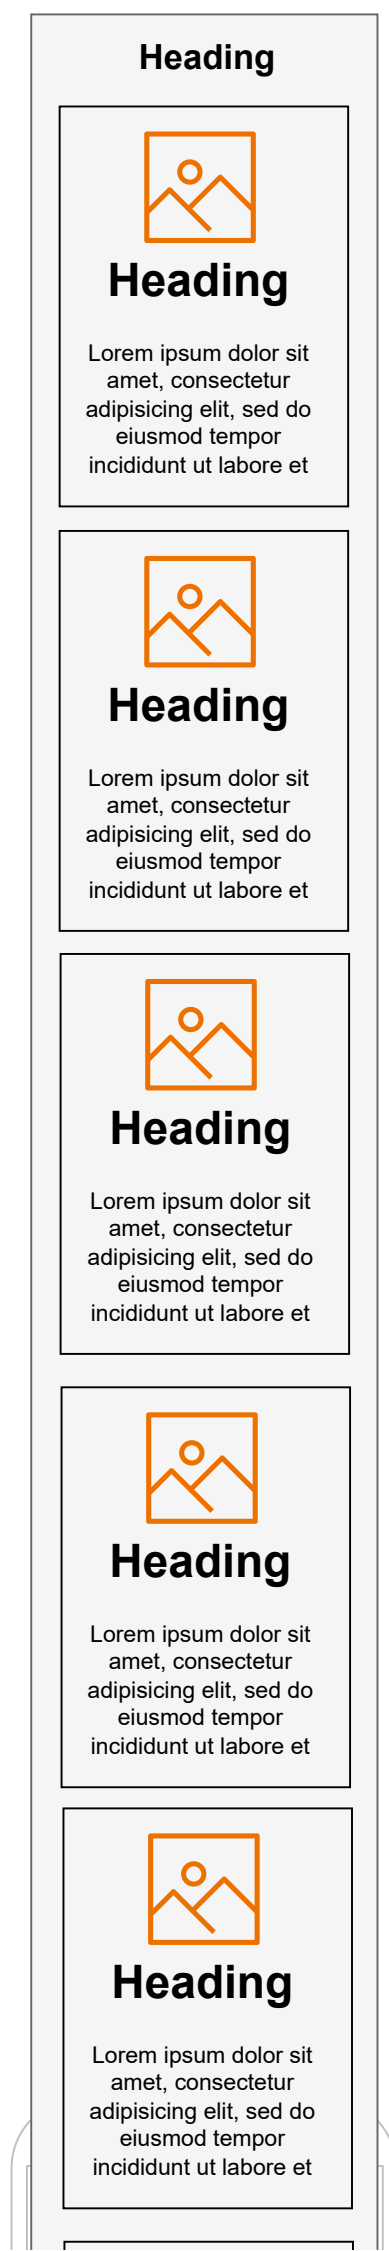 Heading
Heading
Lorem ipsum dolor sit
amet, consectetur
adipisicing elit, sed do
eiusmod tempor
incididunt ut labore et
Heading
Lorem ipsum dolor sit
amet, consectetur
adipisicing elit, sed do
eiusmod tempor
incididunt ut labore et
Heading
Lorem ipsum dolor sit
amet, consectetur
adipisicing elit, sed do
eiusmod tempor
incididunt ut labore et
Heading
Lorem ipsum dolor sit
amet, consectetur
adipisicing elit, sed do
eiusmod tempor
incididunt ut labore et
Heading
Lorem ipsum dolor sit
amet, consectetur
adipisicing elit, sed do
eiusmod tempor
incididunt ut labore et